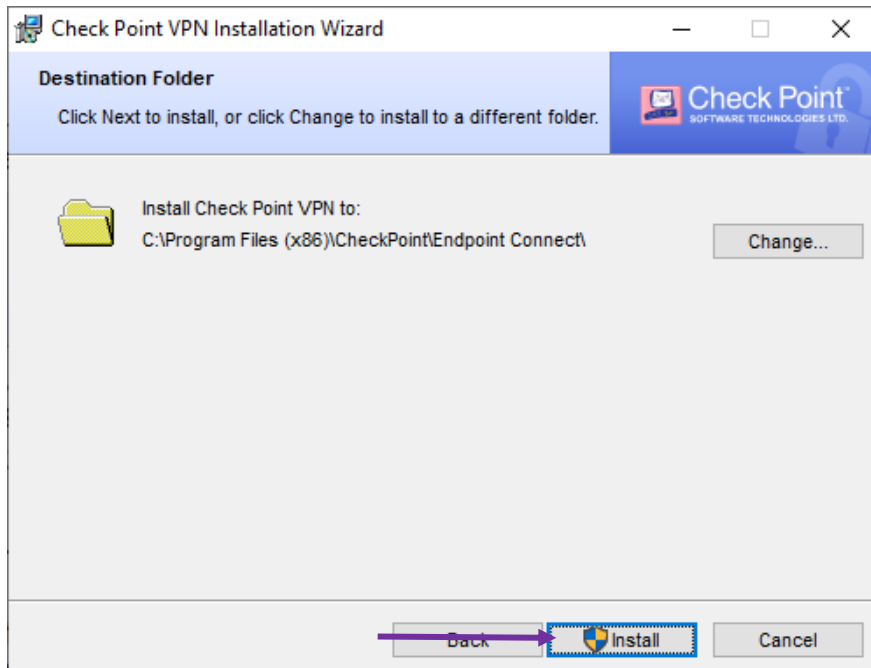 Check Point VPN Installation Wizard
Destination Folder
Click Next to install, or click Change to install to a different folder.
Check Point™
SOFTWARE TECHNOLOGIES LTD.
Install Check Point VPN to:
C:\Program Files (x86)\CheckPoint\Endpoint Connect\
Change...
Back
Install
Cancel